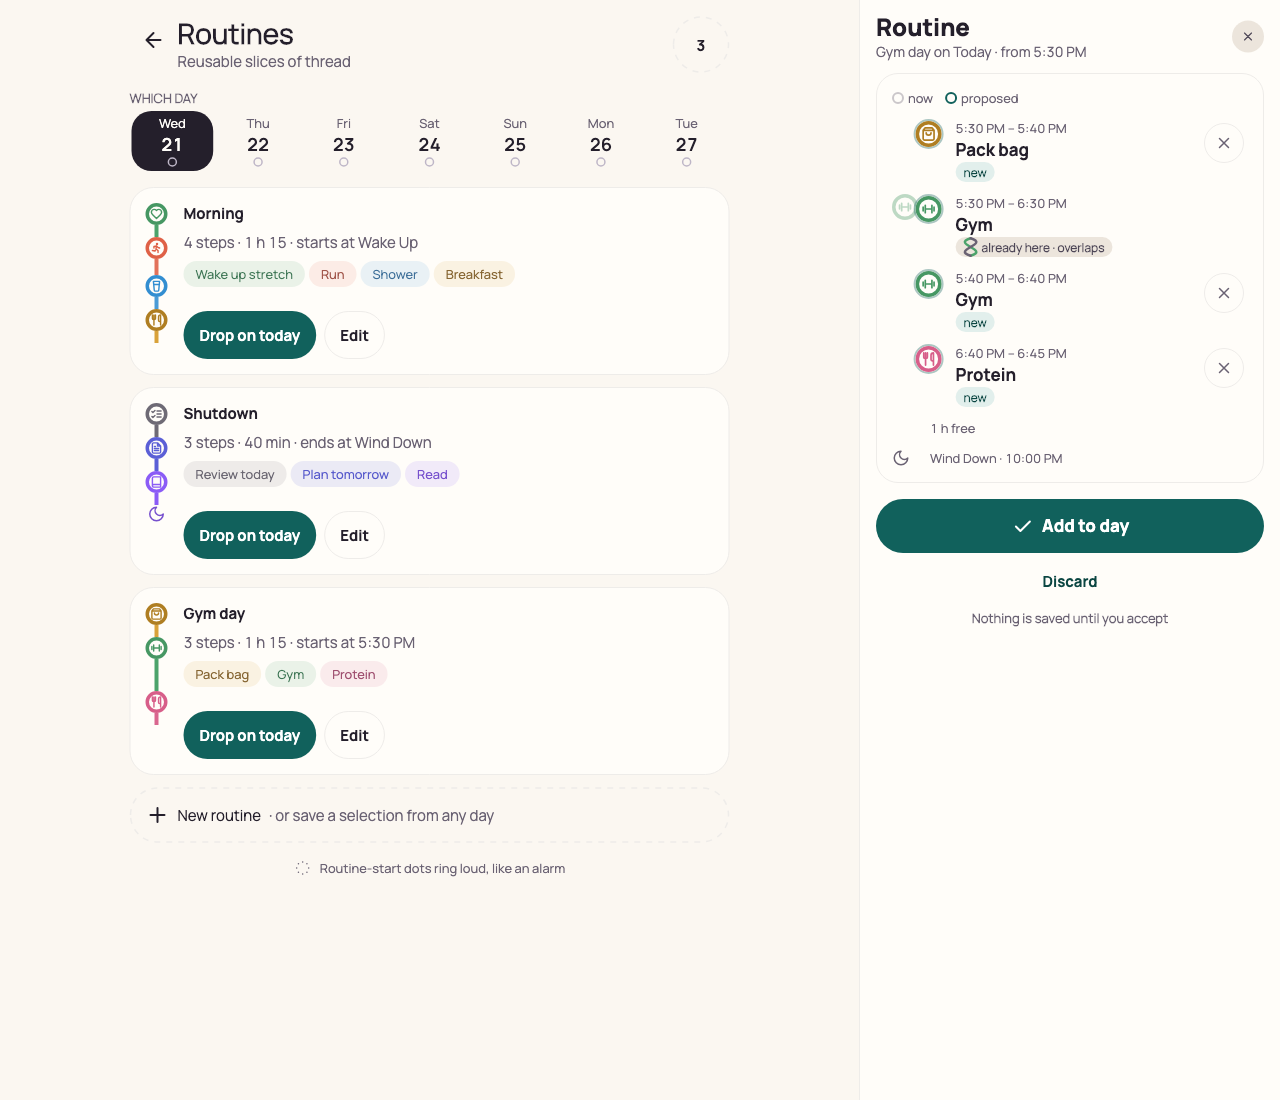 Routines
Reusable slices of thread
3
WHICH DAY
Wed
21
Thu
22
Fri
23
Sat
24
Sun
25
Mon
26
Tue
27
Morning
4 steps · 1 h 15 · starts at Wake Up
Wake up stretch
Run
Shower
Breakfast
Drop on today
Edit
Shutdown
3 steps · 40 min · ends at Wind Down
Review today
Plan tomorrow
Read
Drop on today
Edit
Gym day
3 steps · 1 h 15 · starts at 5:30 PM
Pack bag
Gym
Protein
Drop on today
Edit
New routine · or save a selection from any day
Routine-start dots ring loud, like an alarm
Routine
Gym day on Today · from 5:30 PM
now
proposed
5:30 PM – 5:40 PM
Pack bag
new
5:30 PM – 6:30 PM
Gym
already here · overlaps
5:40 PM – 6:40 PM
Gym
new
6:40 PM – 6:45 PM
Protein
new
1 h free
Wind Down · 10:00 PM
Add to day
Discard
Nothing is saved until you accept